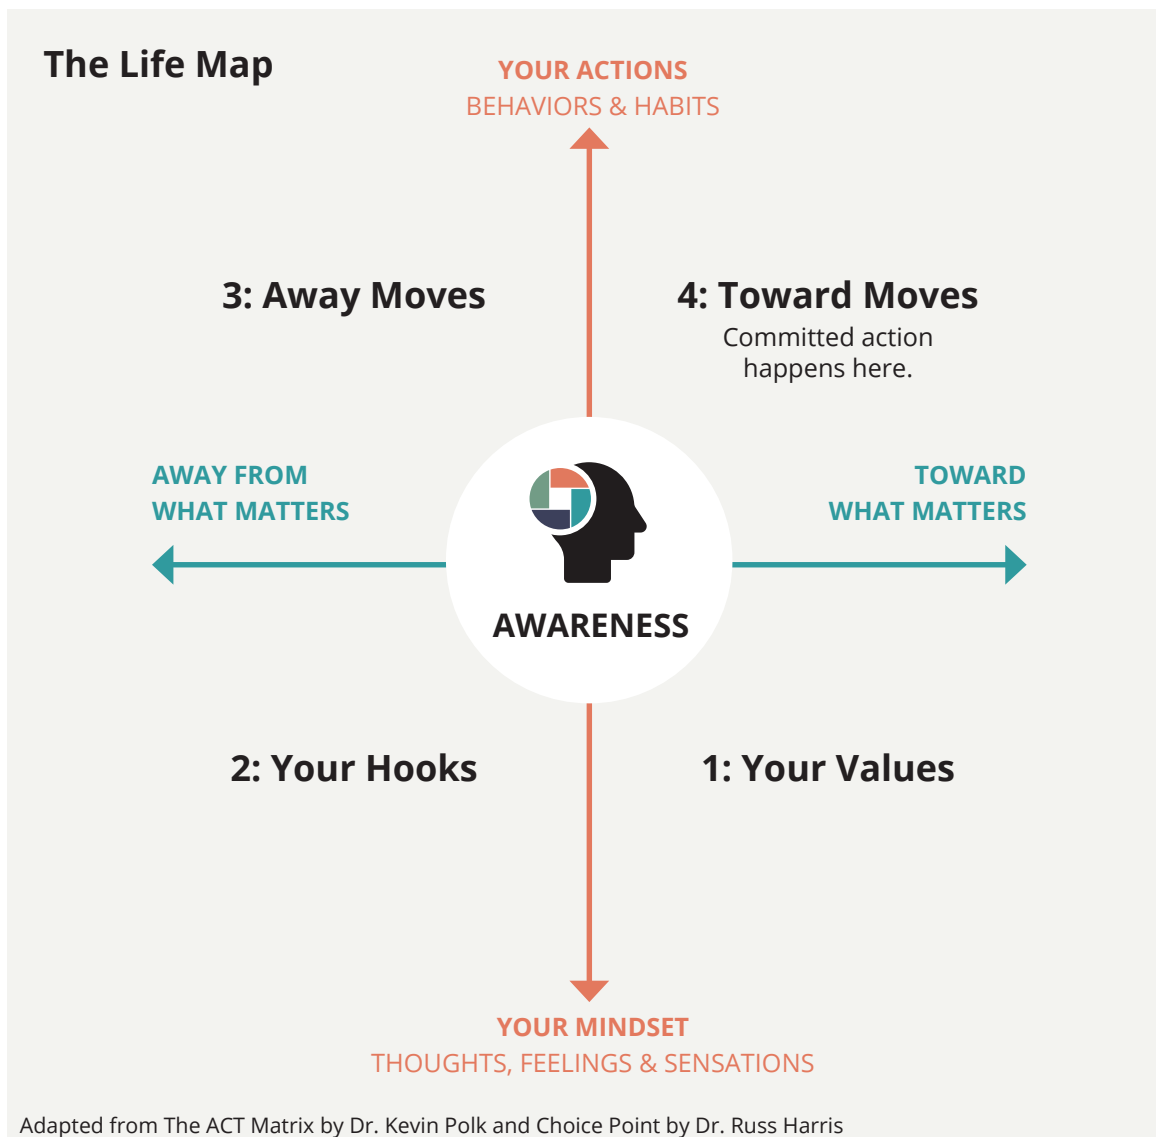 The Life Map
YOUR ACTIONS
BEHAVIORS & HABITS
3: Away Moves
4: Toward Moves
Committed action
happens here.
AWAY FROM
WHAT MATTERS
TOWARD
WHAT MATTERS
AWARENESS
2: Your Hooks
1: Your Values
YOUR MINDSET
THOUGHTS, FEELINGS & SENSATIONS
Adapted from The ACT Matrix by Dr. Kevin Polk and Choice Point by Dr. Russ Harris